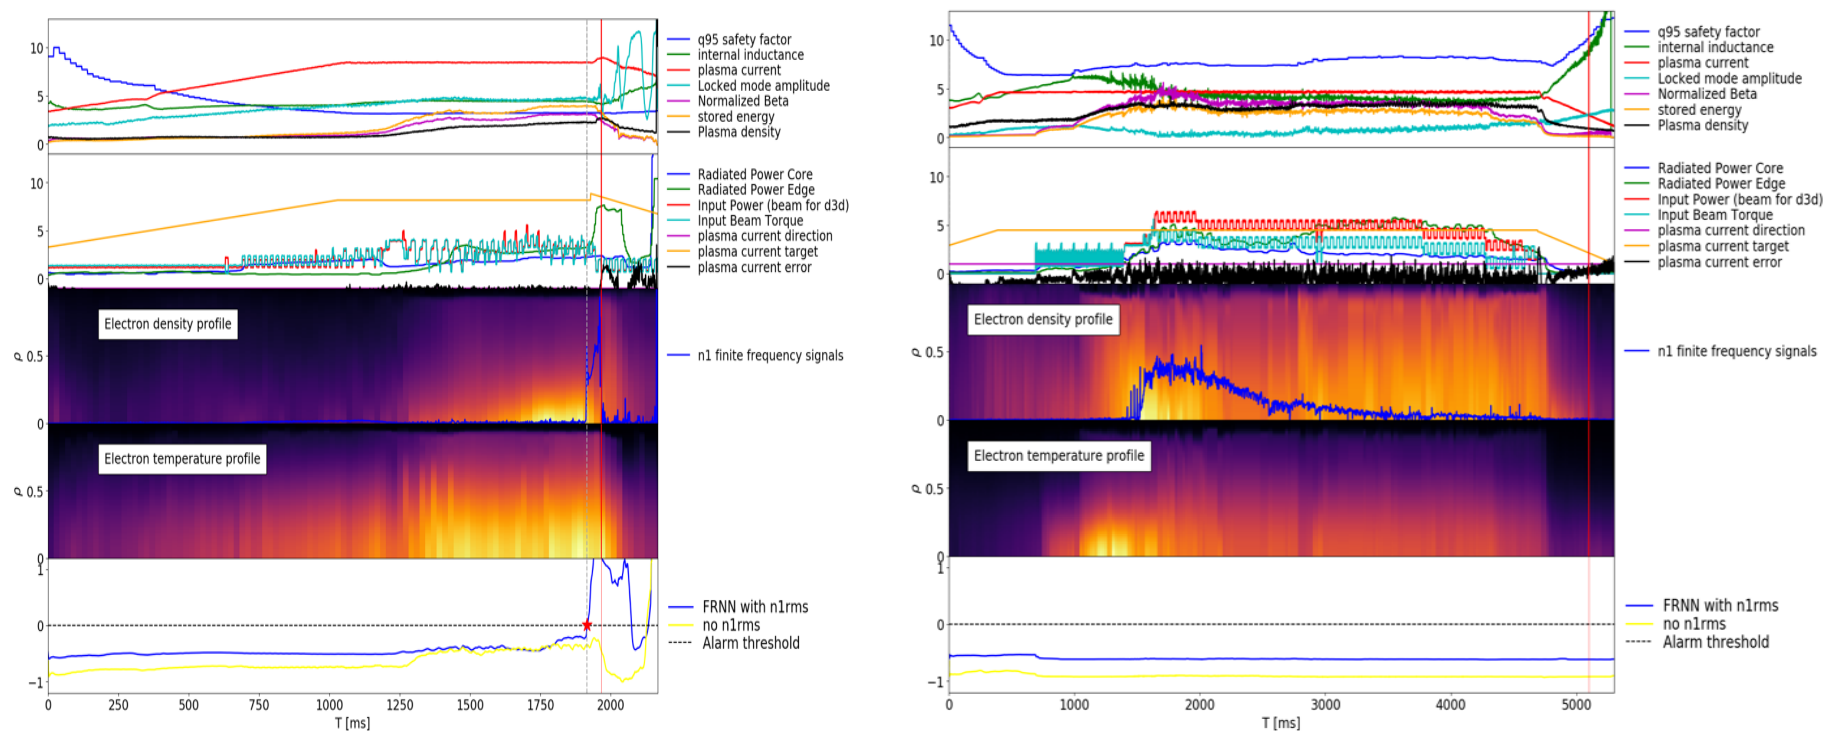 10
5
0
q95 safety factor
internal inductance
plasma current
Locked mode amplitude
Normalized Beta
stored energy
Plasma density
10
5
0
Radiated Power Core
Radiated Power Edge
Input Power (beam for d3d)
Input Beam Torque
plasma current direction
plasma current target
plasma current error
Electron density profile
ρ
0.5
0
n1 finite frequency signals
Electron temperature profile
ρ
0.5
0
1
0
−1
FRNN with n1rms
no n1rms
Alarm threshold
0 250 500 750 1000 1250 1500 1750 2000
T [ms]
10
5
0
q95 safety factor
internal inductance
plasma current
Locked mode amplitude
Normalized Beta
stored energy
Plasma density
10
5
0
Radiated Power Core
Radiated Power Edge
Input Power (beam for d3d)
Input Beam Torque
plasma current direction
plasma current target
plasma current error
Electron density profile
ρ
0.5
0
n1 finite frequency signals
Electron temperature profile
ρ
0.5
0
1
0
−1
FRNN with n1rms
no n1rms
Alarm threshold
0 1000 2000 3000 4000 5000
T [ms]